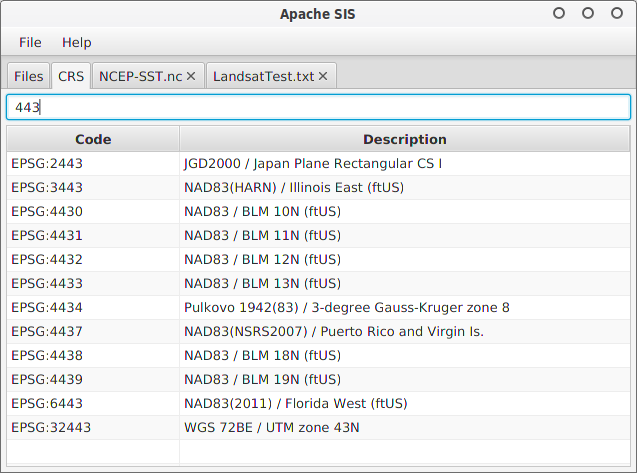 Apache SIS
File Help
Files CRS NCEP-SST.nc LandsatTest.txt
443
Code Description
EPSG:2443 JGD2000 / Japan Plane Rectangular CS I
EPSG:3443 NAD83(HARN) / Illinois East (ftUS)
EPSG:4430 NAD83 / BLM 10N (ftUS)
EPSG:4431 NAD83 / BLM 11N (ftUS)
EPSG:4432 NAD83 / BLM 12N (ftUS)
EPSG:4433 NAD83 / BLM 13N (ftUS)
EPSG:4434 Pulkovo 1942(83) / 3-degree Gauss-Kruger zone 8
EPSG:4437 NAD83(NSRS2007) / Puerto Rico and Virgin Is.
EPSG:4438 NAD83 / BLM 18N (ftUS)
EPSG:4439 NAD83 / BLM 19N (ftUS)
EPSG:6443 NAD83(2011) / Florida West (ftUS)
EPSG:32443 WGS 72BE / UTM zone 43N